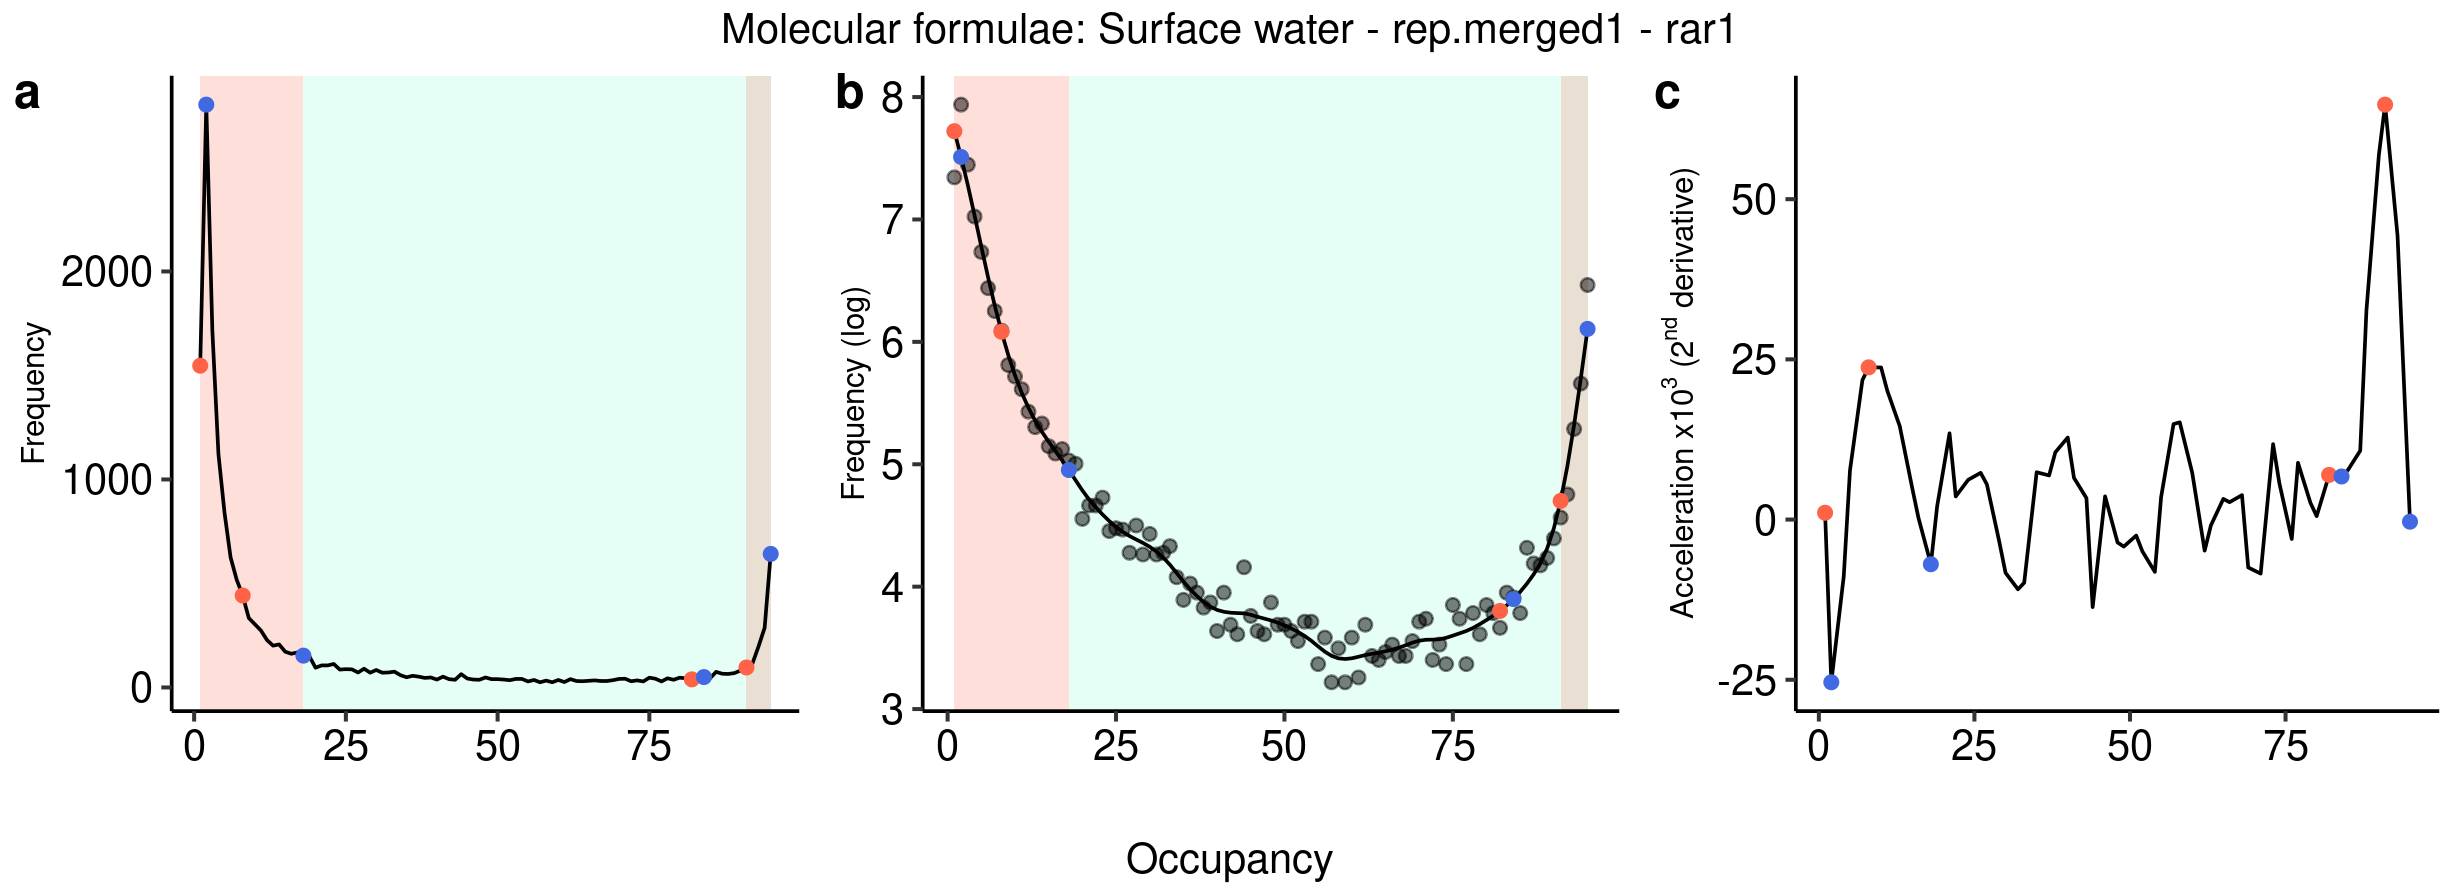 Molecular formulae: Surface water - rep.merged1 - rar1
a
Frequency
2000
1000
0
0 25 50 75
b
Frequency (log)
8
7
6
5
4
3
0 25 50 75
c
Acceleration x10³ (2ⁿᵈ derivative)
50
25
0
-25
0 25 50 75
Occupancy